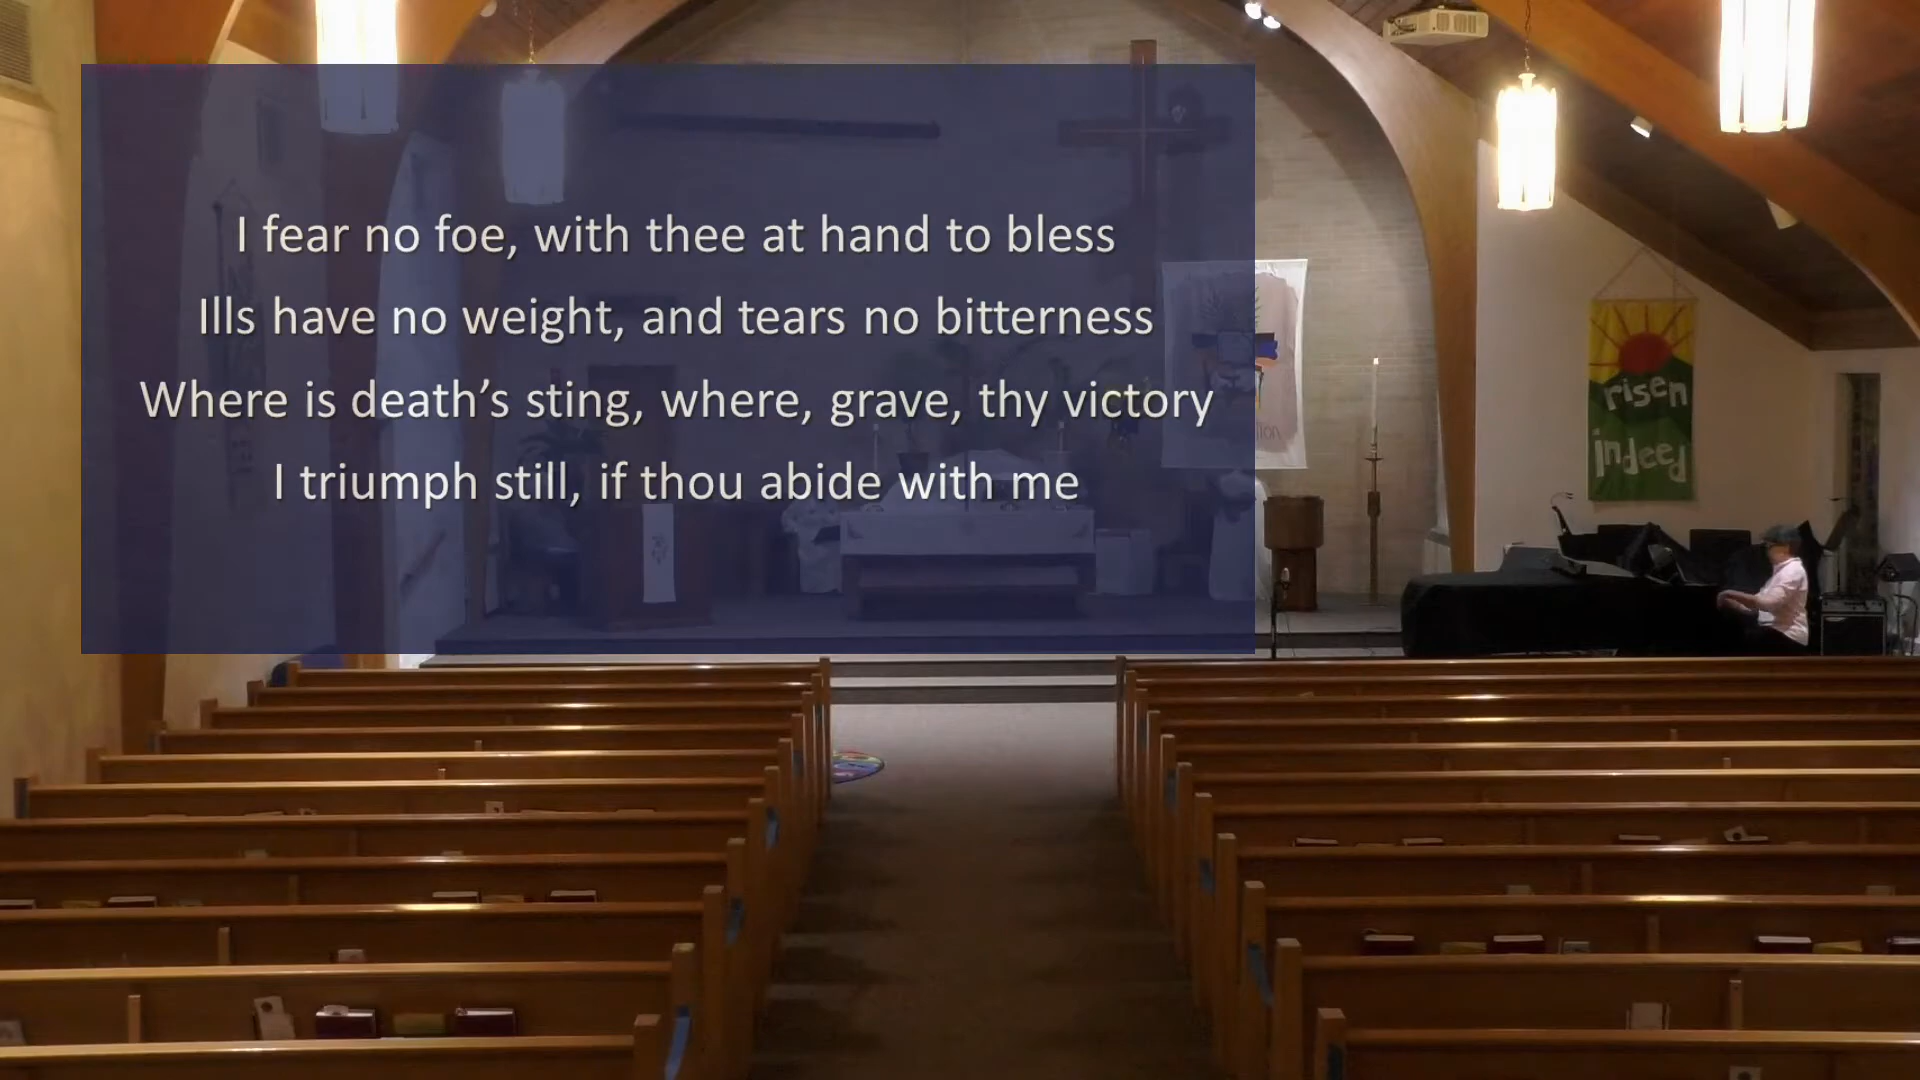 I fear no foe, with thee at hand to bless
Ills have no weight, and tears no bitterness
Where is death’s sting, where, grave, thy victory
I triumph still, if thou abide with me
risen
indeed